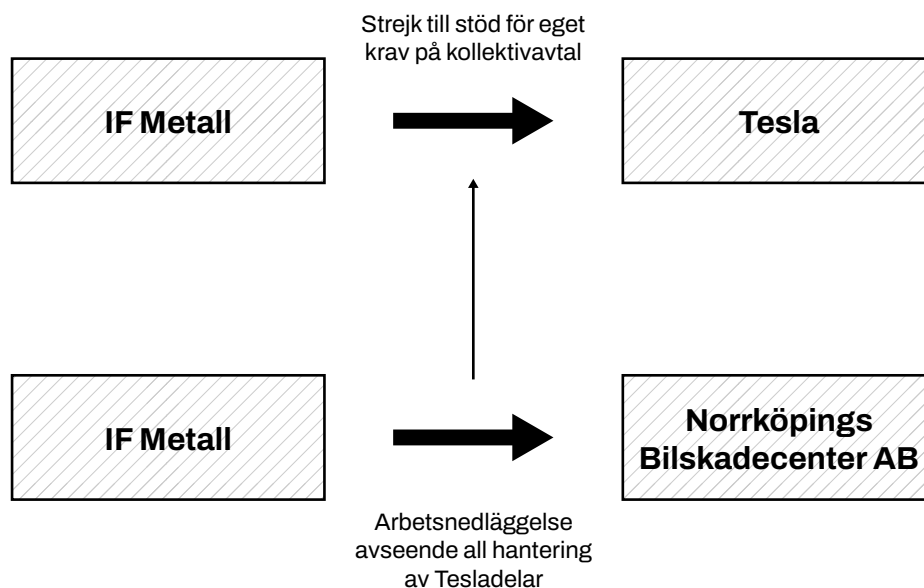 Strejk till stöd för eget
krav på kollektivavtal
IF Metall
Tesla
IF Metall
Norrköpings
Bilskadecenter AB
Arbetsnedläggelse
avseende all hantering
av Tesladelar